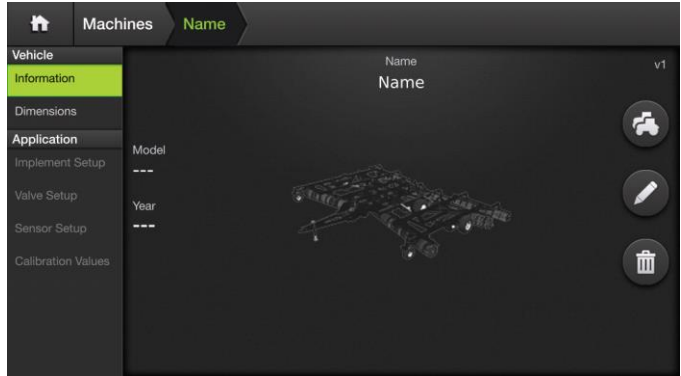 Machines
Name
Vehicle
Information
Dimensions
Application
Implement Setup
Valve Setup
Sensor Setup
Calibration Values
Name
Name
v1
Model
---
Year
---